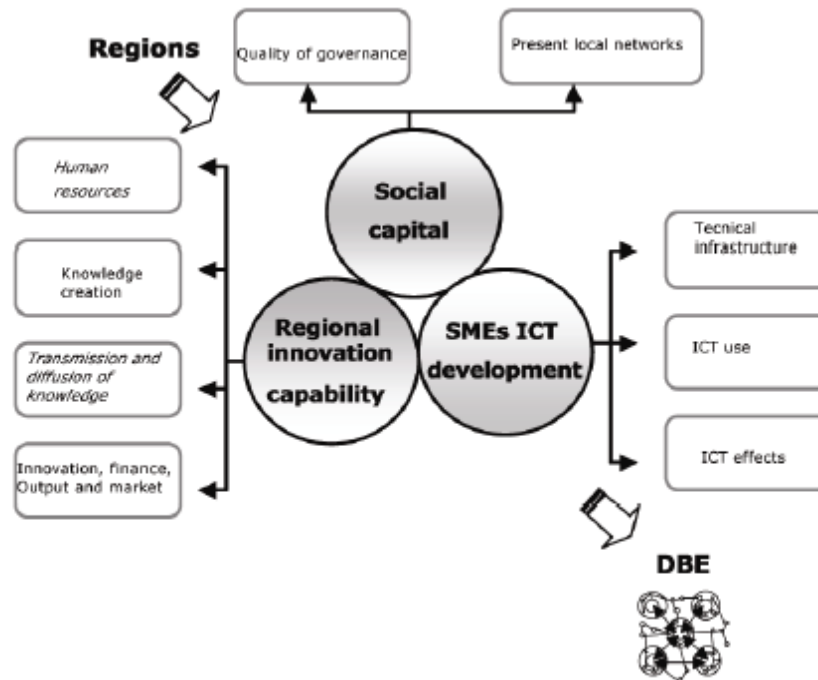 Regions
Quality of governance
Present local networks
Human
resources
Social
capital
Tecnical
infrastructure
Knowledge
creation
Regional
innovation
capability
SMEs ICT
development
ICT use
Transmission and
diffusion of
knowledge
Innovation, finance,
Output and market
ICT effects
DBE